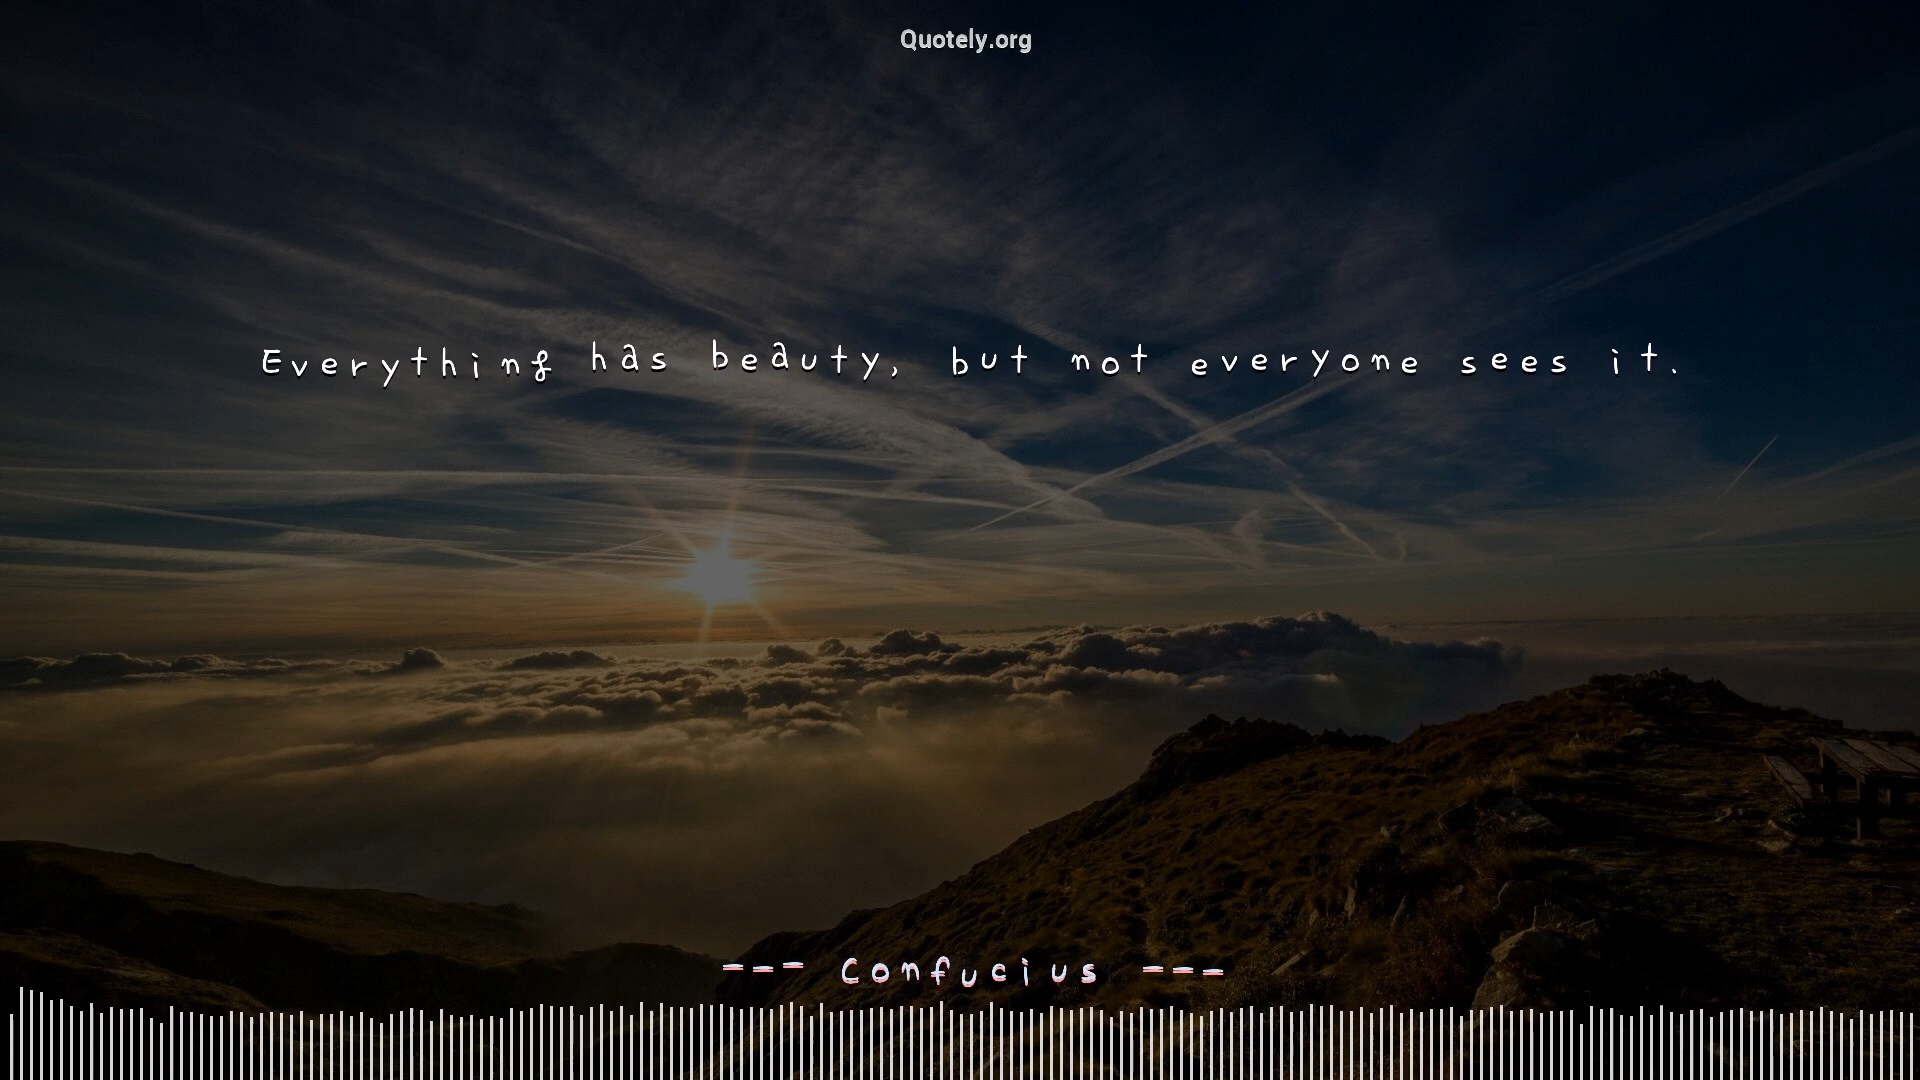 Quotely.org
Everything has beauty, but not everyone sees it.
--- Confucius ---